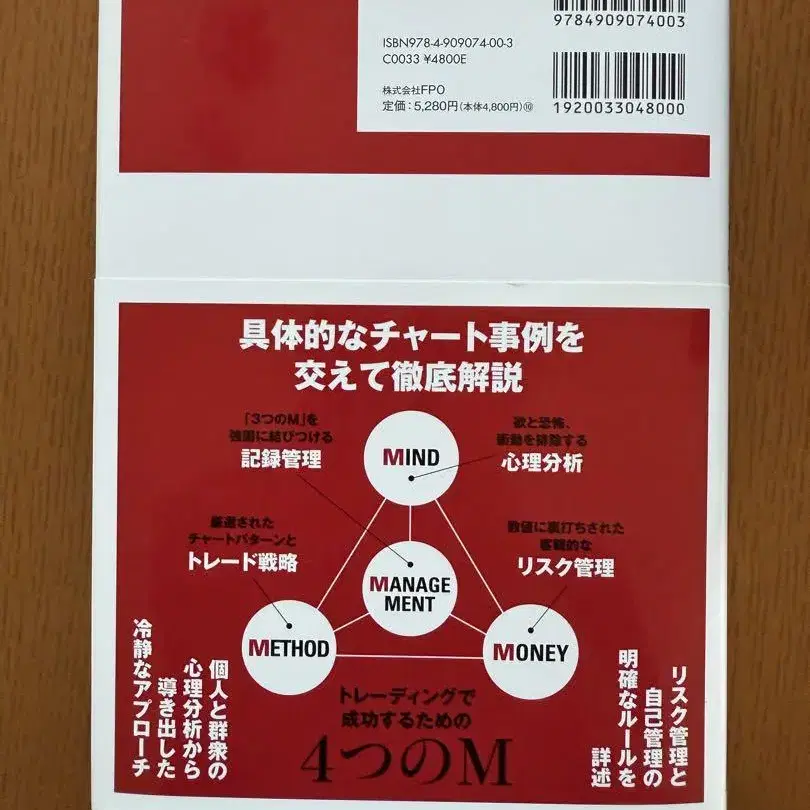 9784909074003
ISBN978-4-909074-00-3
C0033 ¥4800E
株式会社FPO
定価：5,280円（本体4,800円）⑩
1920033048000
具体的なチャート事例を
交えて徹底解説
「3つのM」を
強固に結びつける
記録管理
欲と恐怖、
衝動を排除する
心理分析
MIND
厳選された
チャートパターンと
トレード戦略
数値に裏打ちされた
客観的な
リスク管理
MANAGE
MENT
METHOD
MONEY
リスク管理と
自己管理の
明確なルールを
詳述
個人と群衆の
心理分析から
導き出した
冷静なアプローチ
トレーディングで
成功するための
4つのM